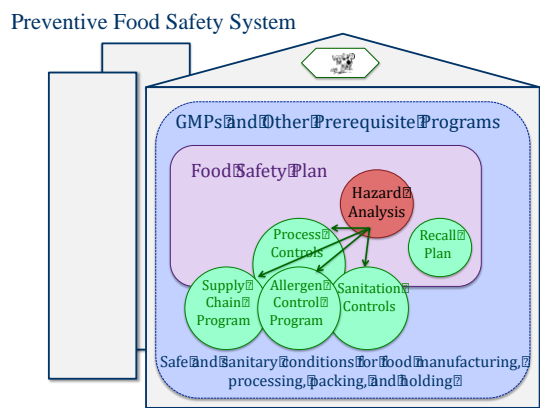 Preventive Food Safety System
GMPs⍰and⍰Other⍰Prerequisite⍰Programs
Food⍰Safety⍰Plan
Hazard⍰
Analysis
Process⍰
Controls
Recall⍰
Plan
Supply⍰
Chain⍰
Program
Allergen⍰
Control⍰
Program
Sanitation⍰
Controls
Safe⍰and⍰sanitary⍰conditions⍰for⍰food⍰manufacturing,⍰
processing,⍰packing,⍰and⍰holding⍰